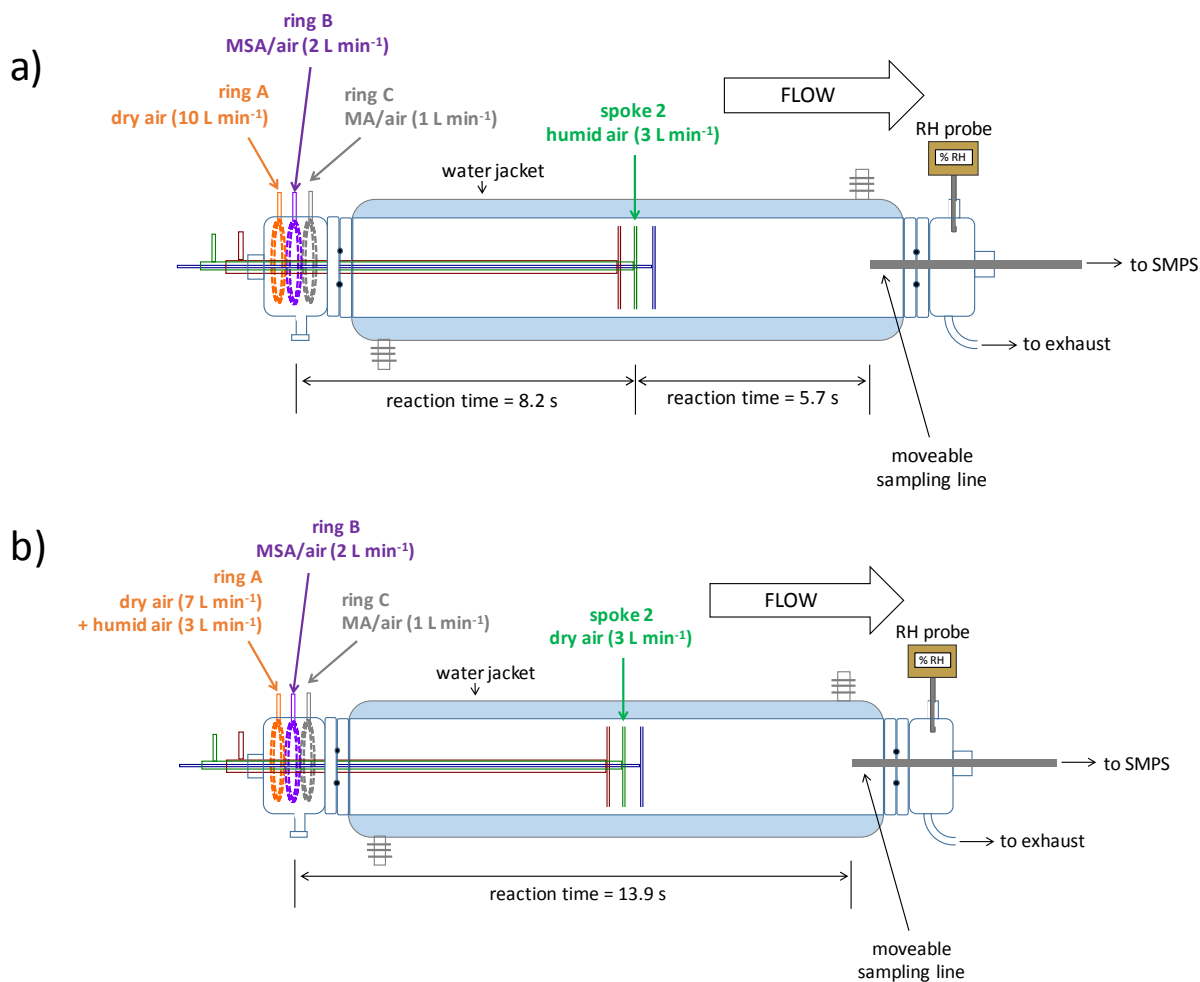 a)
ring B
MSA/air (2 L min⁻¹)
ring A
dry air (10 L min⁻¹)
ring C
MA/air (1 L min⁻¹)
spoke 2
humid air (3 L min⁻¹)
FLOW
RH probe
% RH
water jacket
to SMPS
to exhaust
reaction time = 8.2 s
reaction time = 5.7 s
moveable
sampling line
b)
ring B
MSA/air (2 L min⁻¹)
ring A
dry air (7 L min⁻¹)
+ humid air (3 L min⁻¹)
ring C
MA/air (1 L min⁻¹)
spoke 2
dry air (3 L min⁻¹)
FLOW
RH probe
% RH
water jacket
to SMPS
to exhaust
reaction time = 13.9 s
moveable
sampling line